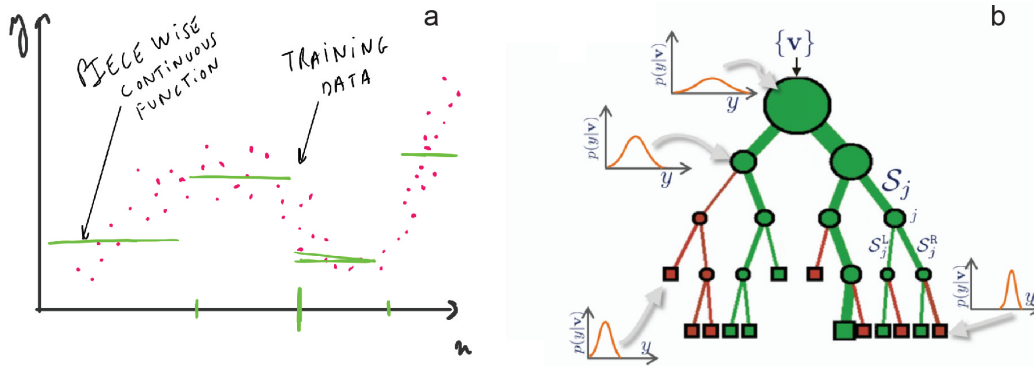 a
y
PIECE WISE
CONTINUOUS
FUNCTION
TRAINING
DATA
x
b
{v}
p(y|v)
y
p(y|v)
y
S_j
j
S_j^L
S_j^R
p(y|v)
y
p(y|v)
y